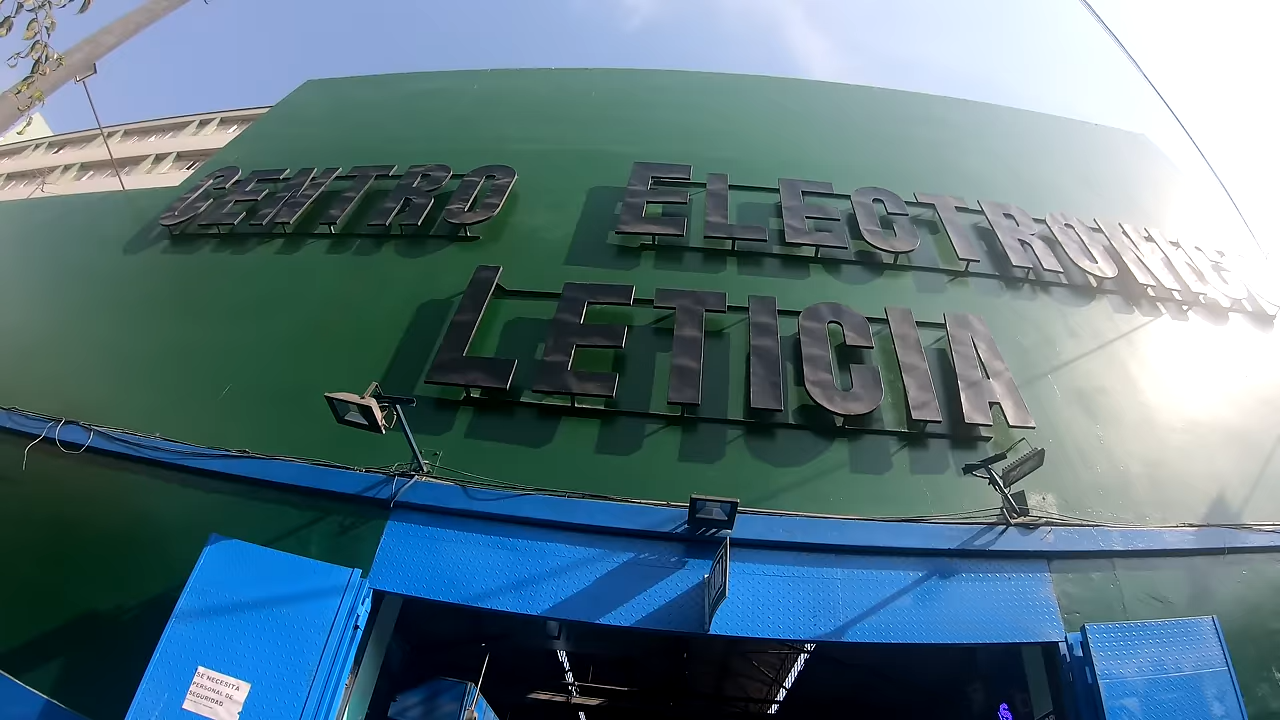 CENTRO ELECTRONICO
LETICIA
SE NECESITA
PERSONAL DE
SEGURIDAD